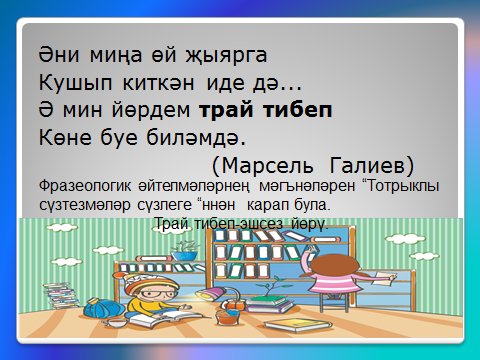 Әни миңа өй җыярга
Кушып киткән иде дә...
Ә мин йөрдем трай тибеп
Көне буе биләмдә.
(Марсель Галиев)
Фразеологик әйтелмәләрнең мәгънәләрен “Тотрыклы
сүзтезмәләр сүзлеге “ннән карап була.
Трай тибеп-эшсез йөрү.